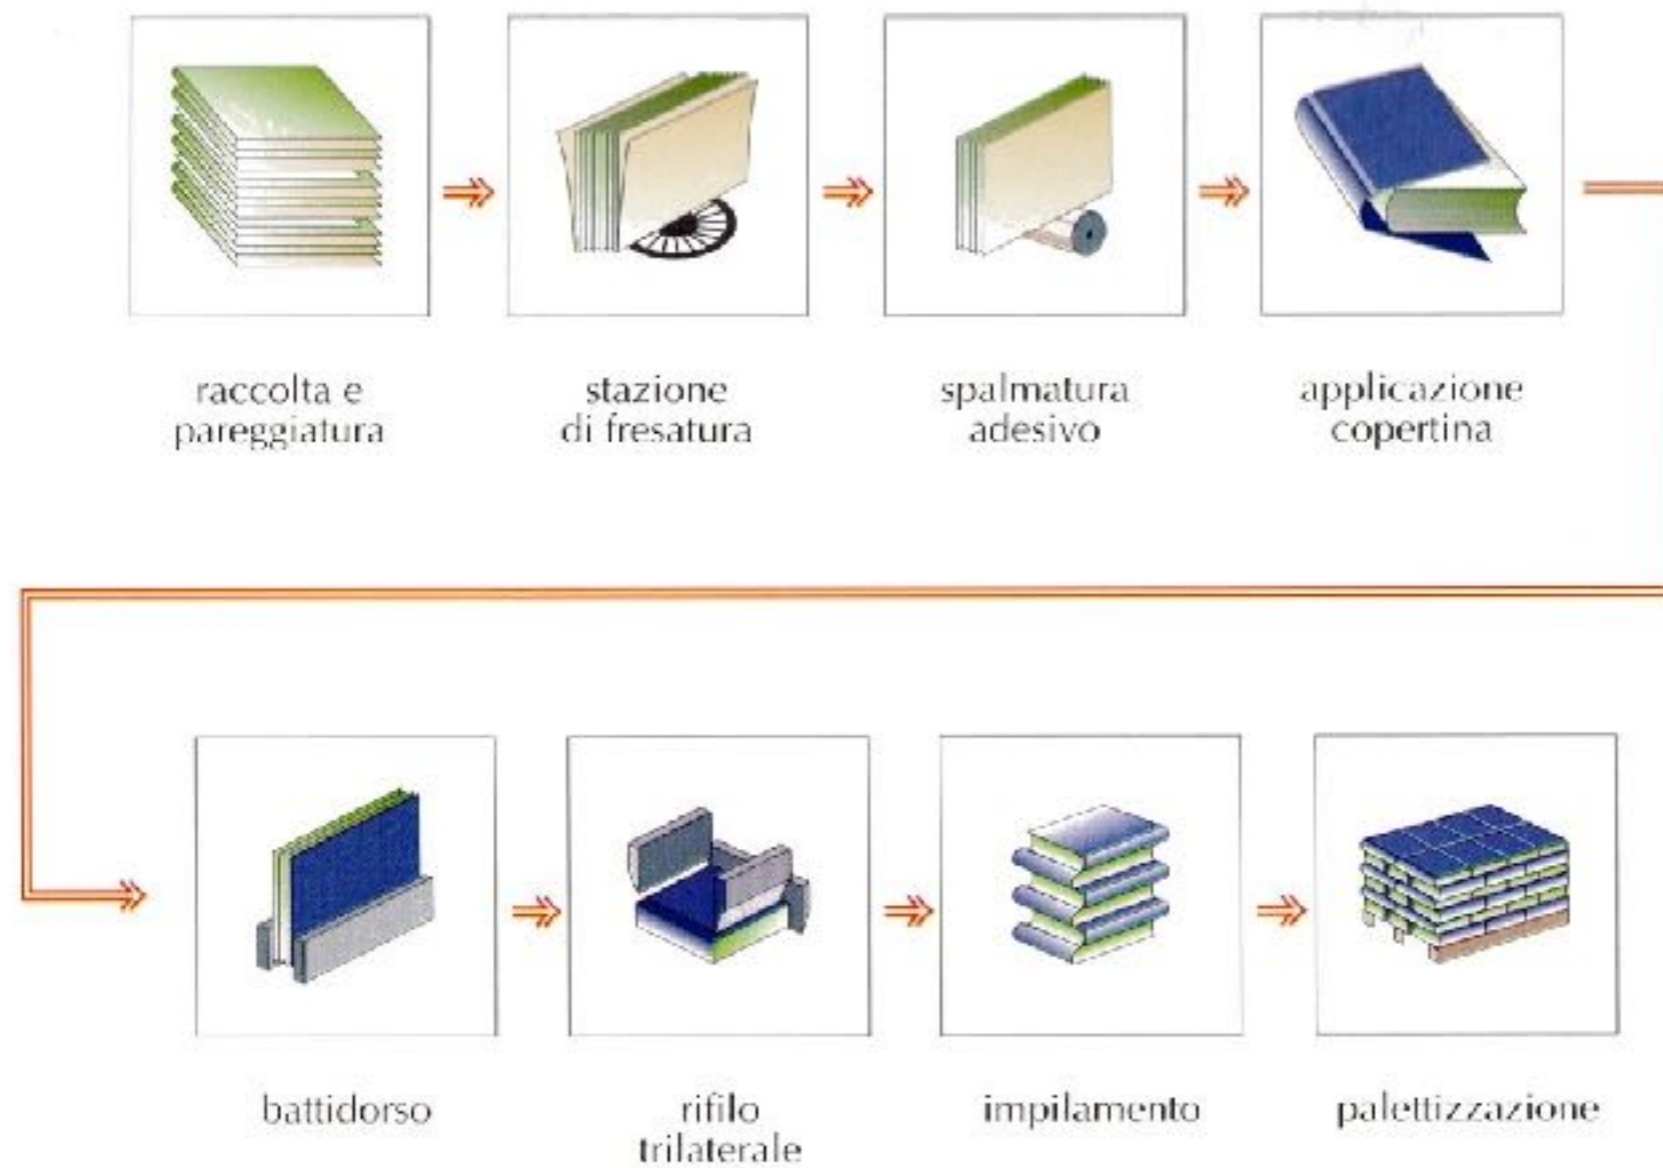 raccolta e
pareggiatura
stazione
di fresatura
spalmatura
adesivo
applicazione
copertina
battidorso
rifilo
trilaterale
impilamento
palettizzazione